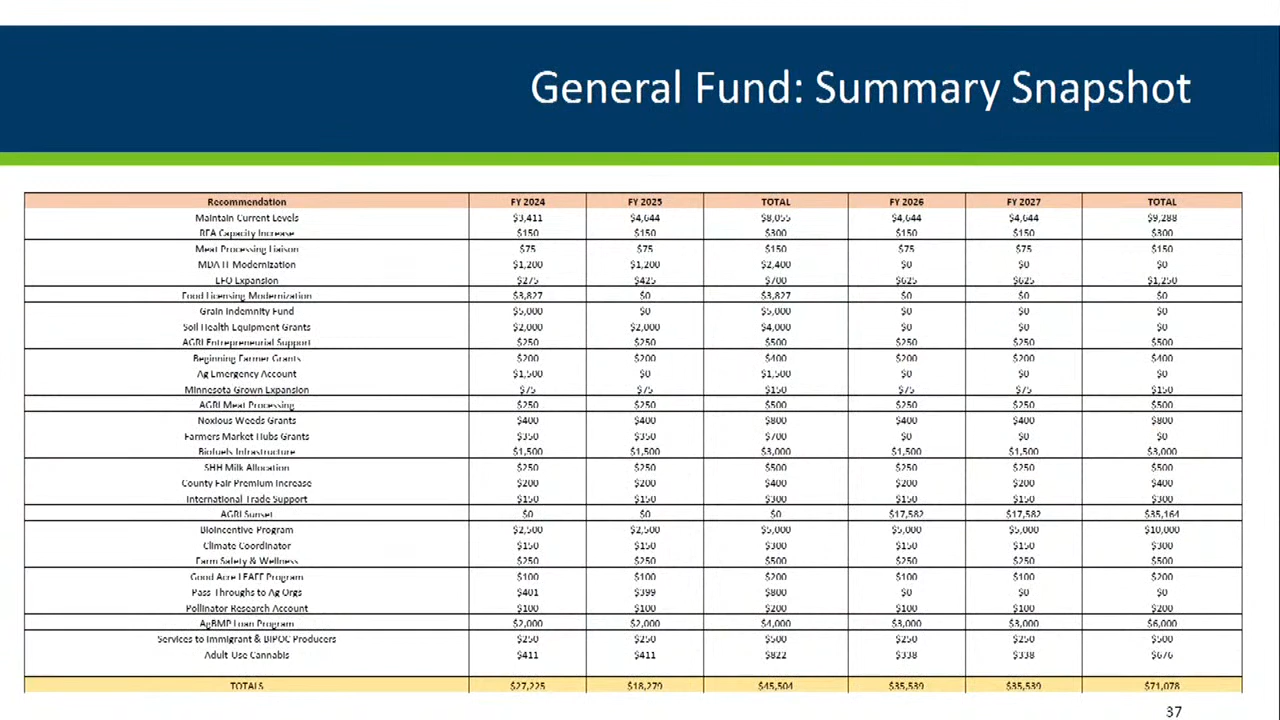 General Fund: Summary Snapshot
Recommendation FY 2024 FY 2025 TOTAL FY 2026 FY 2027 TOTAL
Maintain Current Levels $3,411 $4,644 $8,055 $4,644 $4,644 $9,288
RFA Capacity Increase $150 $150 $300 $150 $150 $300
Meat Processing Liaison $75 $75 $150 $75 $75 $150
MDA IT Modernization $1,200 $1,200 $2,400 $0 $0 $0
LFO Expansion $275 $425 $700 $625 $625 $1,250
Food Licensing Modernization $3,827 $0 $3,827 $0 $0 $0
Grain Indemnity Fund $5,000 $0 $5,000 $0 $0 $0
Soil Health Equipment Grants $2,000 $2,000 $4,000 $0 $0 $0
AGRI Entrepreneurial Support $250 $250 $500 $250 $250 $500
Beginning Farmer Grants $200 $200 $400 $200 $200 $400
Ag Emergency Account $1,500 $0 $1,500 $0 $0 $0
Minnesota Grown Expansion $75 $75 $150 $75 $75 $150
AGRI Meat Processing $250 $250 $500 $250 $250 $500
Noxious Weeds Grants $400 $400 $800 $400 $400 $800
Farmers Market Hubs Grants $350 $350 $700 $0 $0 $0
Biofuels Infrastructure $1,500 $1,500 $3,000 $1,500 $1,500 $3,000
SHH Milk Allocation $250 $250 $500 $250 $250 $500
County Fair Premium Increase $200 $200 $400 $200 $200 $400
International Trade Support $150 $150 $300 $150 $150 $300
AGRI Sunset $0 $0 $0 $17,582 $17,582 $35,164
BioIncentive Program $2,500 $2,500 $5,000 $5,000 $5,000 $10,000
Climate Coordinator $150 $150 $300 $150 $150 $300
Farm Safety & Wellness $250 $250 $500 $250 $250 $500
Good Acre LEAFF Program $100 $100 $200 $100 $100 $200
Pass Throughs to Ag Orgs $401 $399 $800 $0 $0 $0
Pollinator Research Account $100 $100 $200 $100 $100 $200
AgBMP Loan Program $2,000 $2,000 $4,000 $3,000 $3,000 $6,000
Services to Immigrant & BIPOC Producers $250 $250 $500 $250 $250 $500
Adult Use Cannabis $411 $411 $822 $338 $338 $676
TOTALS $27,225 $18,279 $45,504 $35,539 $35,539 $71,078
37